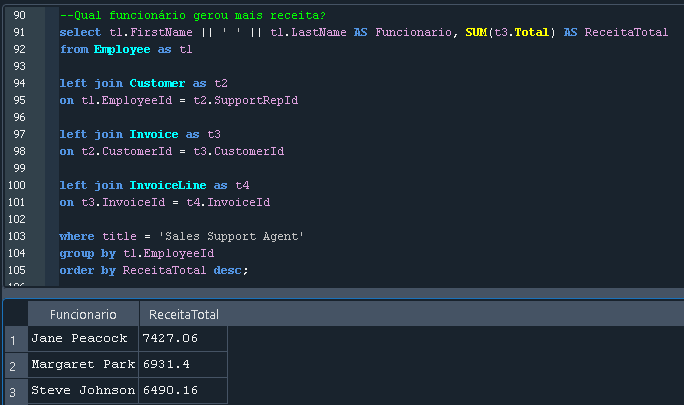 90 --Qual funcionário gerou mais receita?
91 select t1.FirstName || ' ' || t1.LastName AS Funcionario, SUM(t3.Total) AS ReceitaTotal
92 from Employee as t1
93
94 left join Customer as t2
95 on t1.EmployeeId = t2.SupportRepId
96
97 left join Invoice as t3
98 on t2.CustomerId = t3.CustomerId
99
100 left join InvoiceLine as t4
101 on t3.InvoiceId = t4.InvoiceId
102
103 where title = 'Sales Support Agent'
104 group by t1.EmployeeId
105 order by ReceitaTotal desc;
Funcionario ReceitaTotal
1 Jane Peacock 7427.06
2 Margaret Park 6931.4
3 Steve Johnson 6490.16